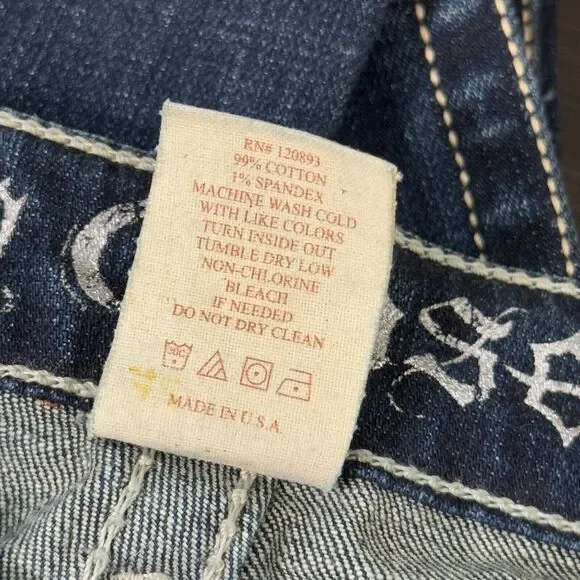 RN# 120893
99% COTTON
1% SPANDEX
MACHINE WASH COLD
WITH LIKE COLORS
TURN INSIDE OUT
TUMBLE DRY LOW
NON-CHLORINE
BLEACH
IF NEEDED
DO NOT DRY CLEAN
30C
MADE IN U.S.A.